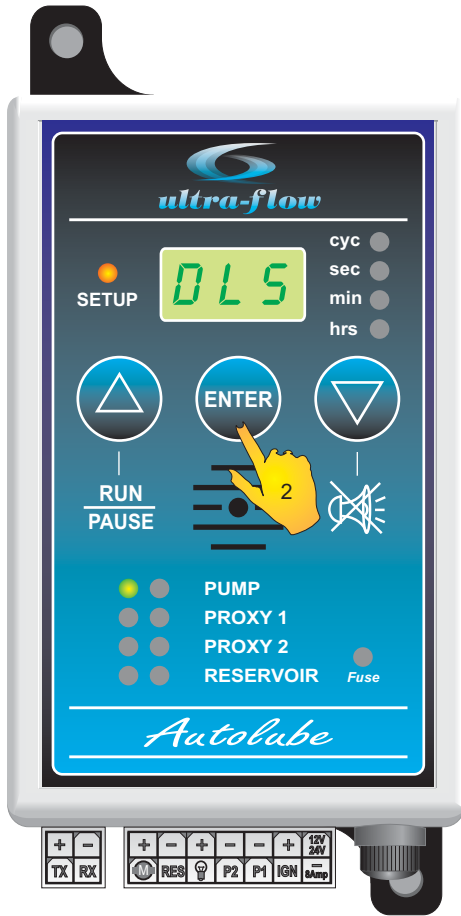 ultra-flow
cyc
sec
min
hrs
SETUP
DLS
ENTER
2
RUN
PAUSE
PUMP
PROXY 1
PROXY 2
RESERVOIR
Fuse
Autolube
+ − + − + − − + 12V 24V
TX RX M RES P2 P1 IGN − 8Amp